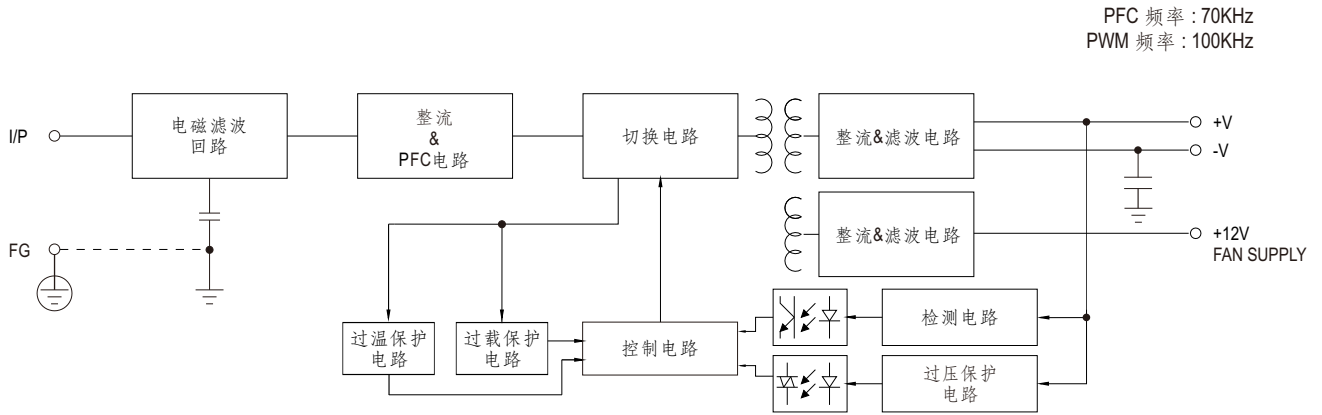 PFC 频率 : 70KHz
PWM 频率 : 100KHz
I/P
电磁滤波
回路
整流
&
PFC电路
切换电路
整流&滤波电路
+V
-V
FG
整流&滤波电路
+12V
FAN SUPPLY
过温保护
电路
过载保护
电路
控制电路
检测电路
过压保护
电路